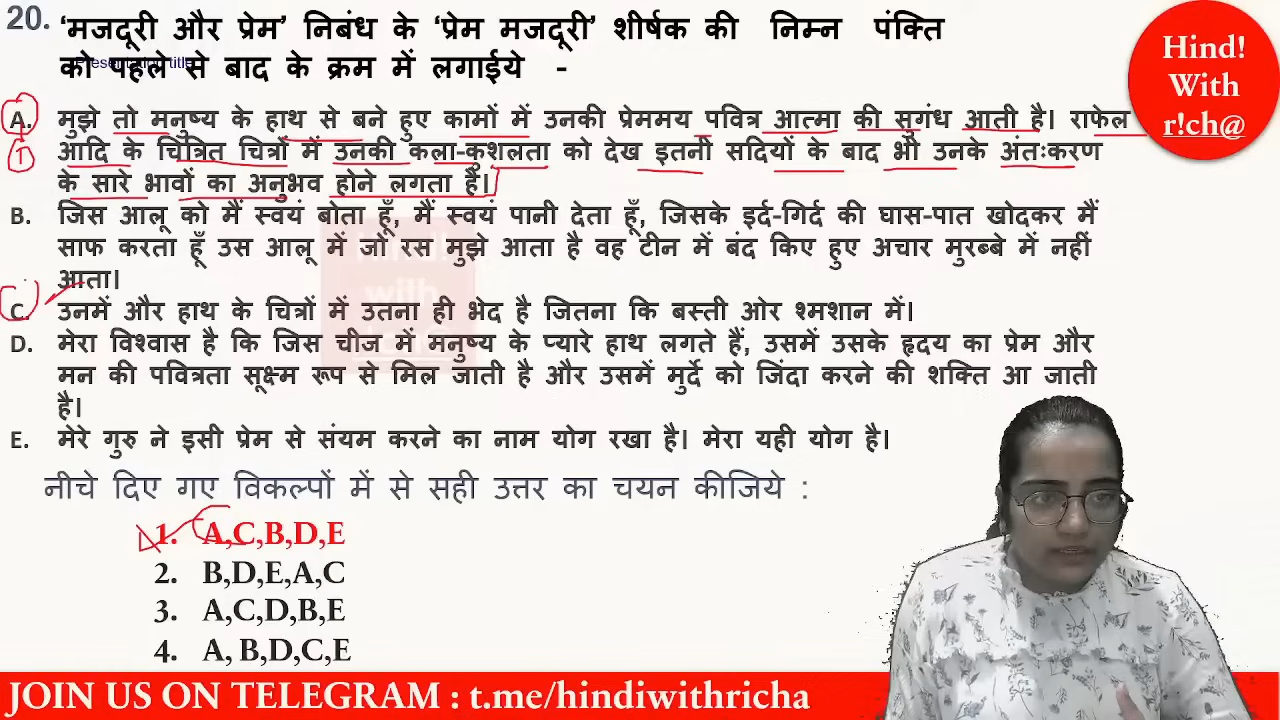 20. ‘मजदूरी और प्रेम’ निबंध के ‘प्रेम मजदूरी’ शीर्षक की निम्न पंक्ति
को पहले से बाद के क्रम में लगाईये -
Hind!
With
r!ch@
A. मुझे तो मनुष्य के हाथ से बने हुए कामों में उनकी प्रेममय पवित्र आत्मा की सुगंध आती है। राफेल
आदि के चित्रित चित्रों में उनकी कला-कशलता को देख इतनी सदियों के बाद भी उनके अंतःकरण
के सारे भावों का अनुभव होने लगता है।
B. जिस आलू को मैं स्वयं बोता हूँ, मैं स्वयं पानी देता हूँ, जिसके इर्द-गिर्द की घास-पात खोदकर मैं
साफ करता हूँ उस आलू में जो रस मुझे आता है वह टीन में बंद किए हुए अचार मुरब्बे में नहीं
आता।
C. उनमें और हाथ के चित्रों में उतना ही भेद है जितना कि बस्ती ओर श्मशान में।
D. मेरा विश्वास है कि जिस चीज में मनुष्य के प्यारे हाथ लगते हैं, उसमें उसके हृदय का प्रेम और
मन की पवित्रता सूक्ष्म रूप से मिल जाती है और उसमें मुर्दे को जिंदा करने की शक्ति आ जाती
है।
E. मेरे गुरु ने इसी प्रेम से संयम करने का नाम योग रखा है। मेरा यही योग है।
नीचे दिए गए विकल्पों में से सही उत्तर का चयन कीजिये :
1. A,C,B,D,E
2. B,D,E,A,C
3. A,C,D,B,E
4. A, B,D,C,E
JOIN US ON TELEGRAM : t.me/hindiwithricha